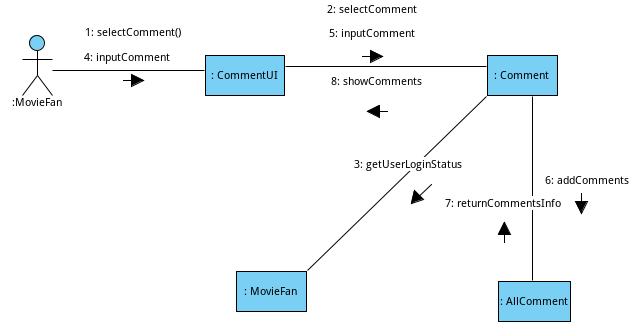 2: selectComment
1: selectComment()
5: inputComment
4: inputComment
: CommentUI
8: showComments
: Comment
:MovieFan
3: getUserLoginStatus
6: addComments
7: returnCommentsInfo
: MovieFan
: AllComment